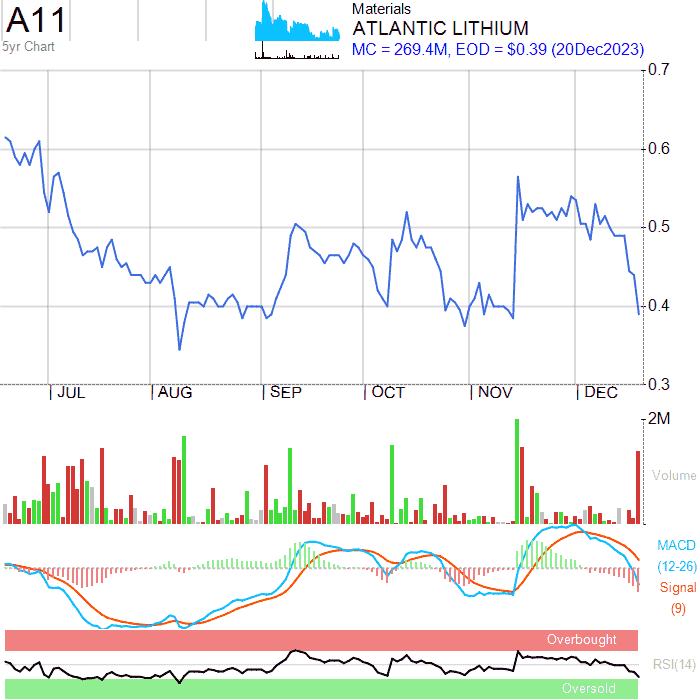 A11
5yr Chart
Materials
ATLANTIC LITHIUM
MC = 269.4M, EOD = $0.39 (20Dec2023)
0.7
0.6
0.5
0.4
0.3
JUL AUG SEP OCT NOV DEC
2M
Volume
MACD
(12-26)
Signal
(9)
Overbought
RSI(14)
Oversold